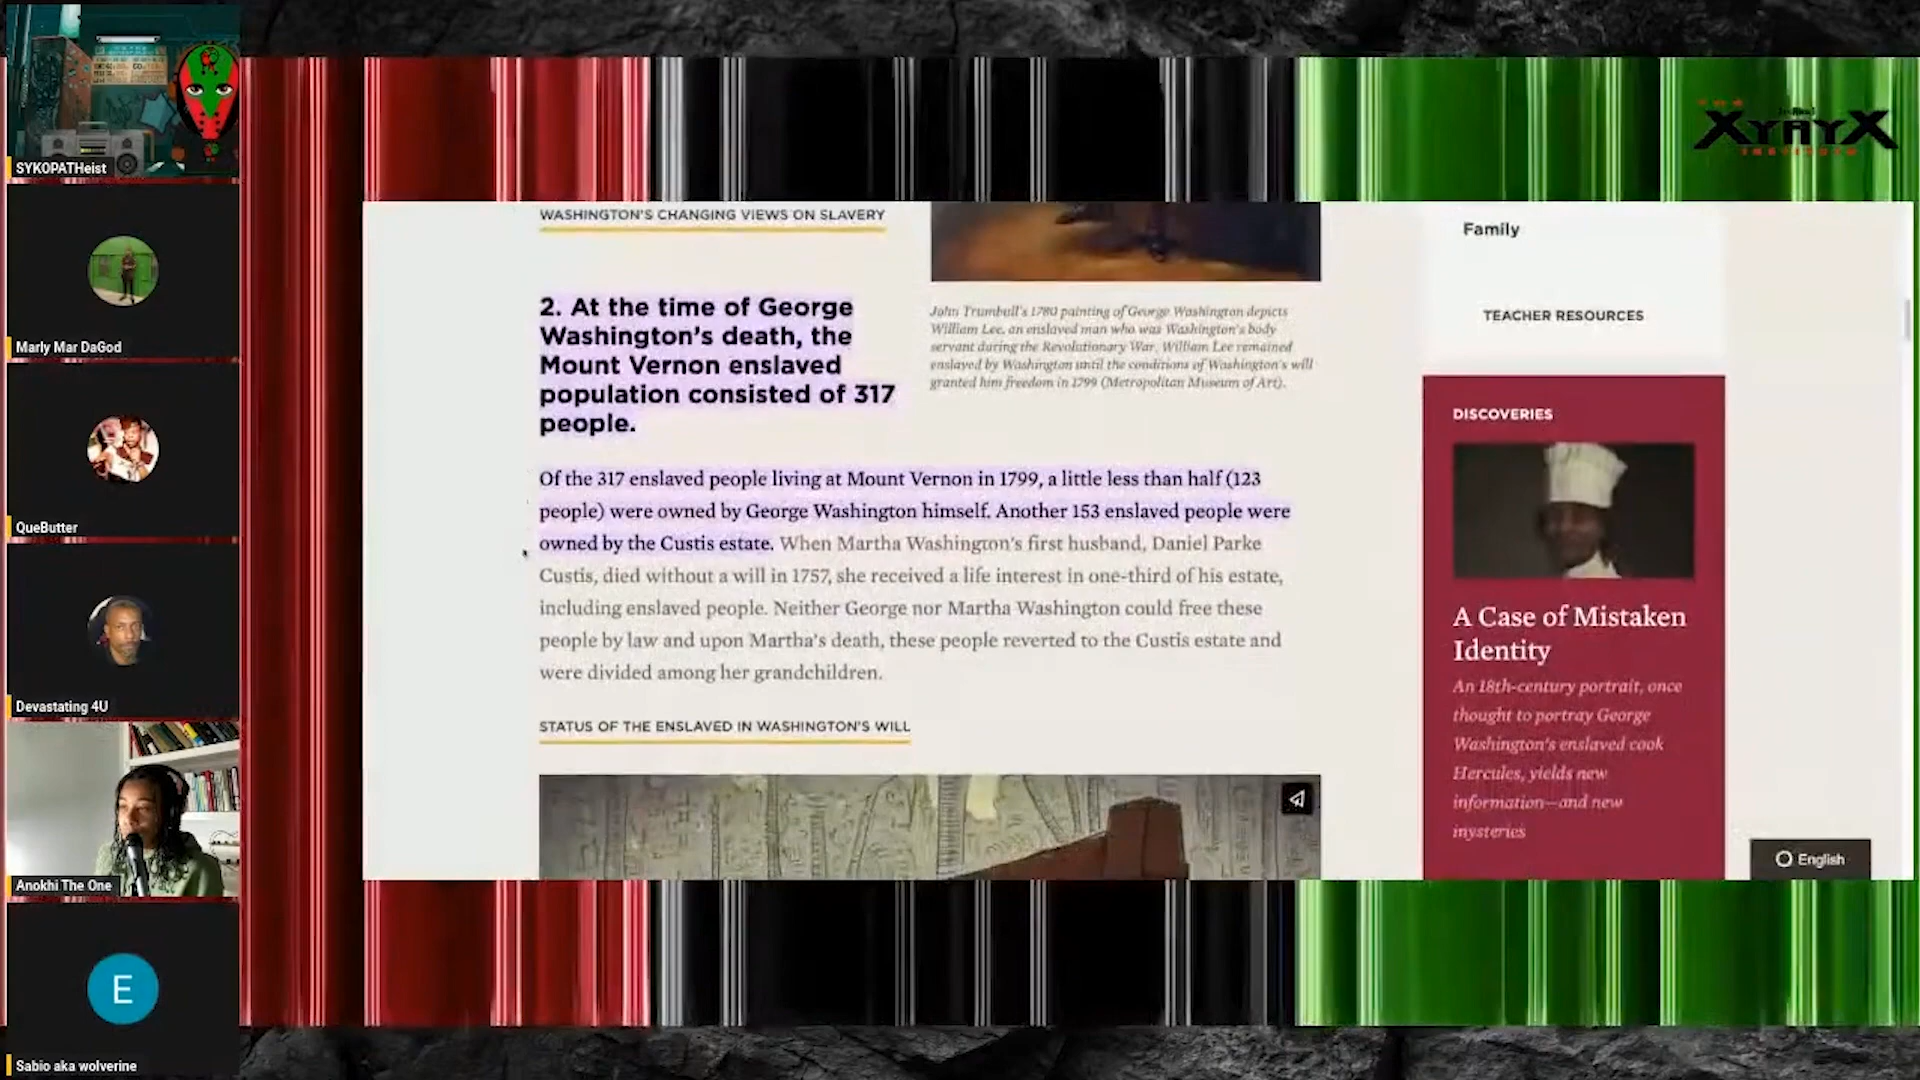 SYKOPATHeist
Marly Mar DaGod
QueButter
Devastating 4U
Anokhi The One
E
Sabio aka wolverine
XYAYX
WASHINGTON'S CHANGING VIEWS ON SLAVERY
2. At the time of George
Washington's death, the
Mount Vernon enslaved
population consisted of 317
people.
John Trumbull's 1780 painting of George Washington depicts
William Lee, an enslaved man who was Washington's body
servant during the Revolutionary War. William Lee remained
enslaved by Washington until the conditions of Washington's will
granted him freedom in 1799 (Metropolitan Museum of Art).
Of the 317 enslaved people living at Mount Vernon in 1799, a little less than half (123
people) were owned by George Washington himself. Another 153 enslaved people were
owned by the Custis estate. When Martha Washington's first husband, Daniel Parke
Custis, died without a will in 1757, she received a life interest in one-third of his estate,
including enslaved people. Neither George nor Martha Washington could free these
people by law and upon Martha's death, these people reverted to the Custis estate and
were divided among her grandchildren.
STATUS OF THE ENSLAVED IN WASHINGTON'S WILL
Family
TEACHER RESOURCES
DISCOVERIES
A Case of Mistaken
Identity
An 18th-century portrait, once
thought to portray George
Washington's enslaved cook
Hercules, yields new
information—and new
mysteries
English